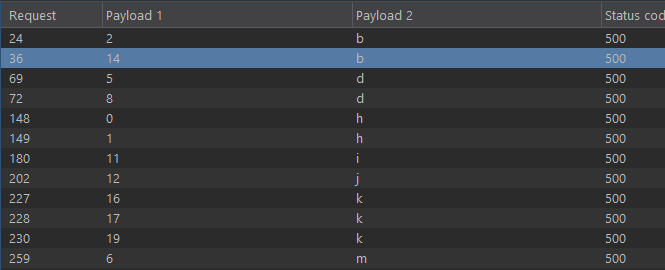 Request Payload 1 Payload 2 Status cod
24 2 b 500
36 14 b 500
69 5 d 500
72 8 d 500
148 0 h 500
149 1 h 500
180 11 i 500
202 12 j 500
227 16 k 500
228 17 k 500
230 19 k 500
259 6 m 500